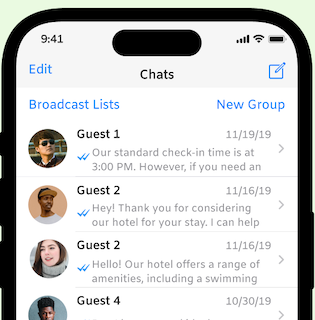 9:41
Edit
Chats
Broadcast Lists
New Group
Guest 1
11/19/19
Our standard check-in time is at
3:00 PM. However, if you need an
Guest 2
11/16/19
Hey! Thank you for considering
our hotel for your stay. I can help
Guest 2
11/16/19
Hello! Our hotel offers a range of
amenities, including a swimming
Guest 4
10/30/19